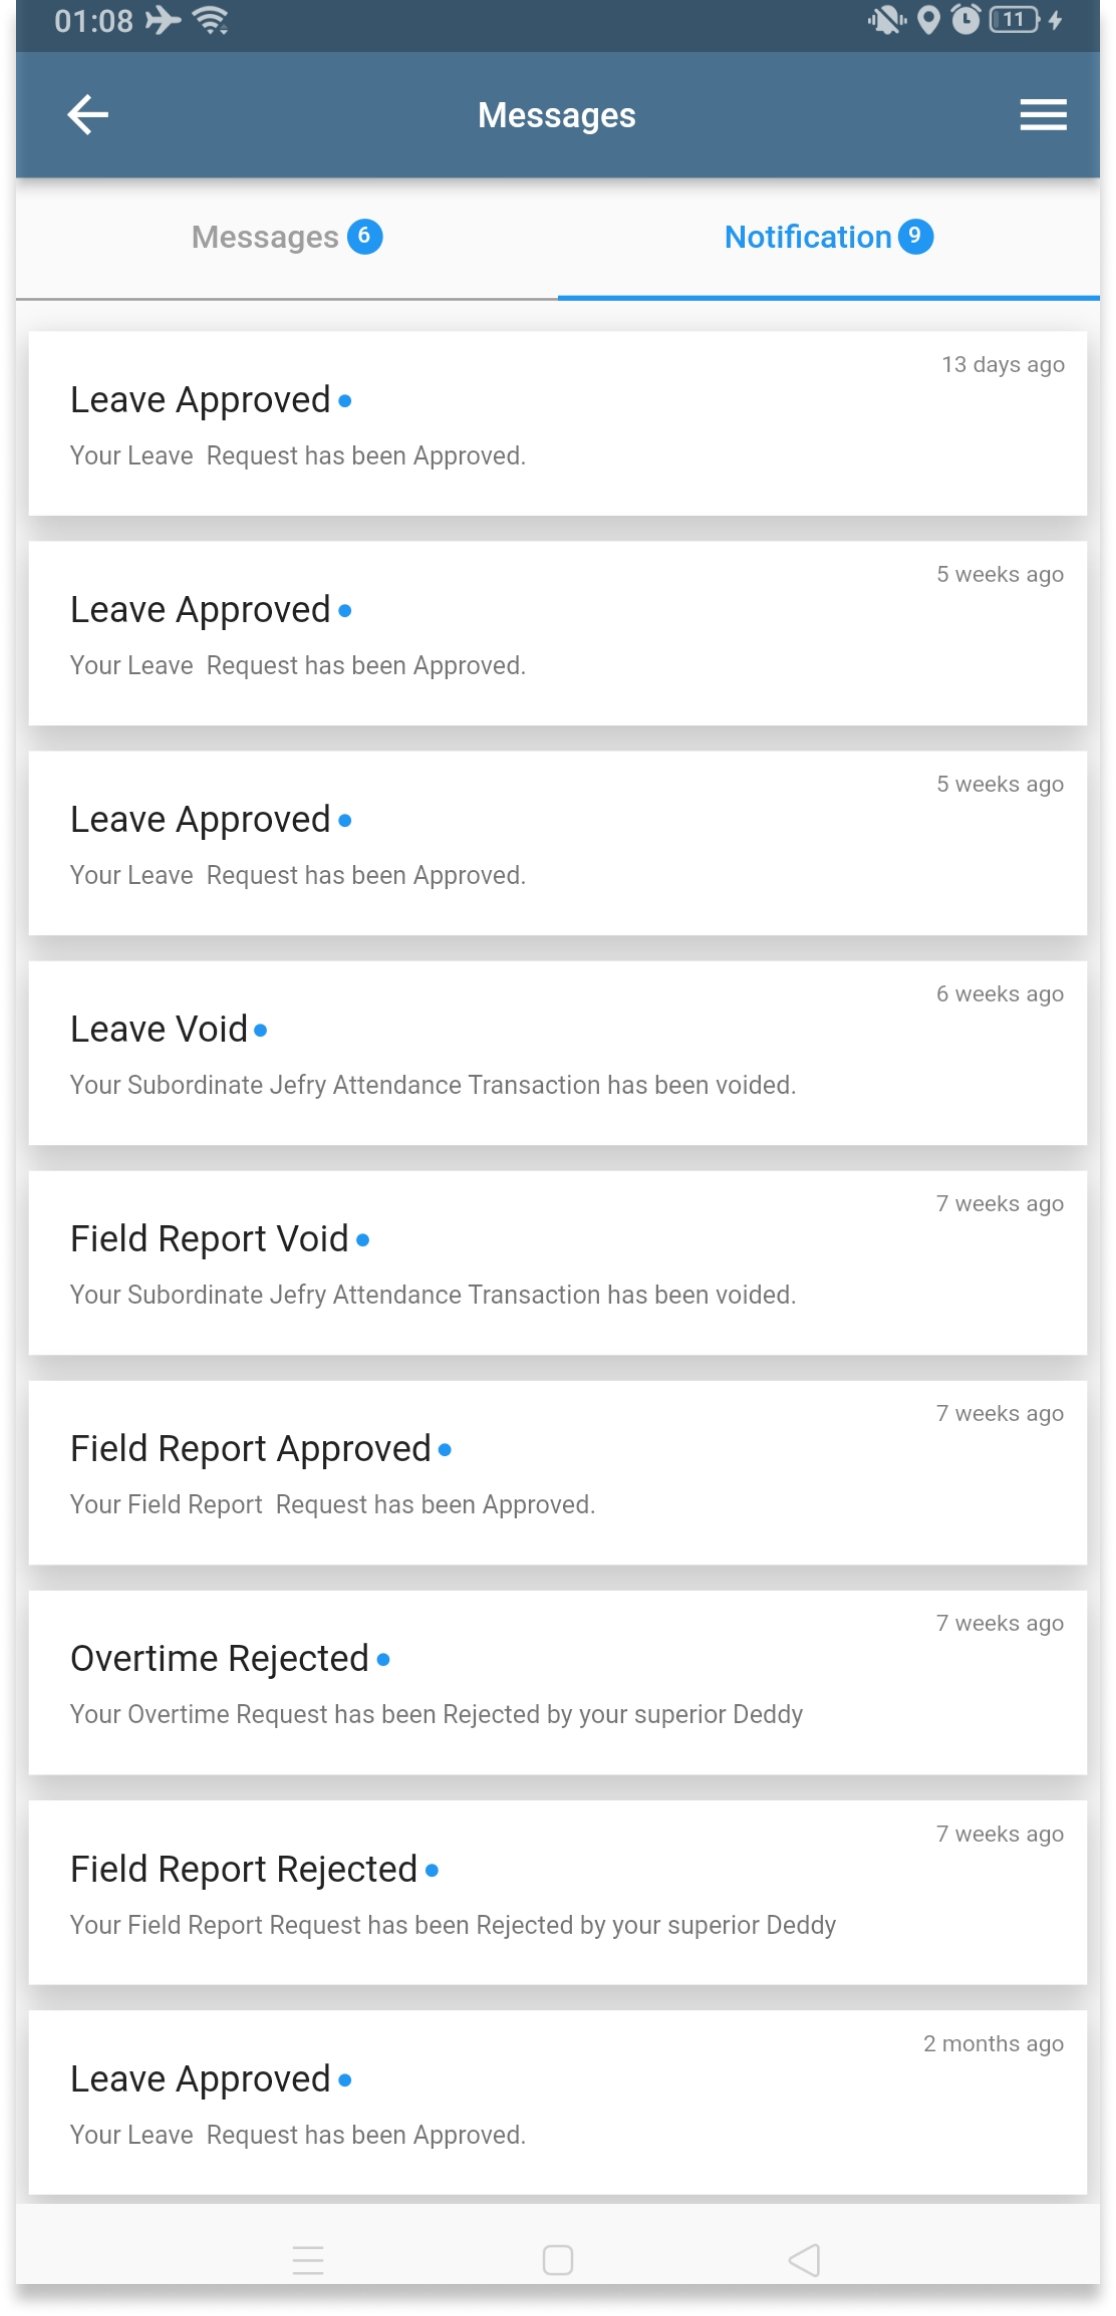 01:08
11
Messages
Messages 6
Notification 9
13 days ago
Leave Approved
Your Leave  Request has been Approved.
5 weeks ago
Leave Approved
Your Leave  Request has been Approved.
5 weeks ago
Leave Approved
Your Leave  Request has been Approved.
6 weeks ago
Leave Void
Your Subordinate Jefry Attendance Transaction has been voided.
7 weeks ago
Field Report Void
Your Subordinate Jefry Attendance Transaction has been voided.
7 weeks ago
Field Report Approved
Your Field Report  Request has been Approved.
7 weeks ago
Overtime Rejected
Your Overtime Request has been Rejected by your superior Deddy
7 weeks ago
Field Report Rejected
Your Field Report Request has been Rejected by your superior Deddy
2 months ago
Leave Approved
Your Leave  Request has been Approved.